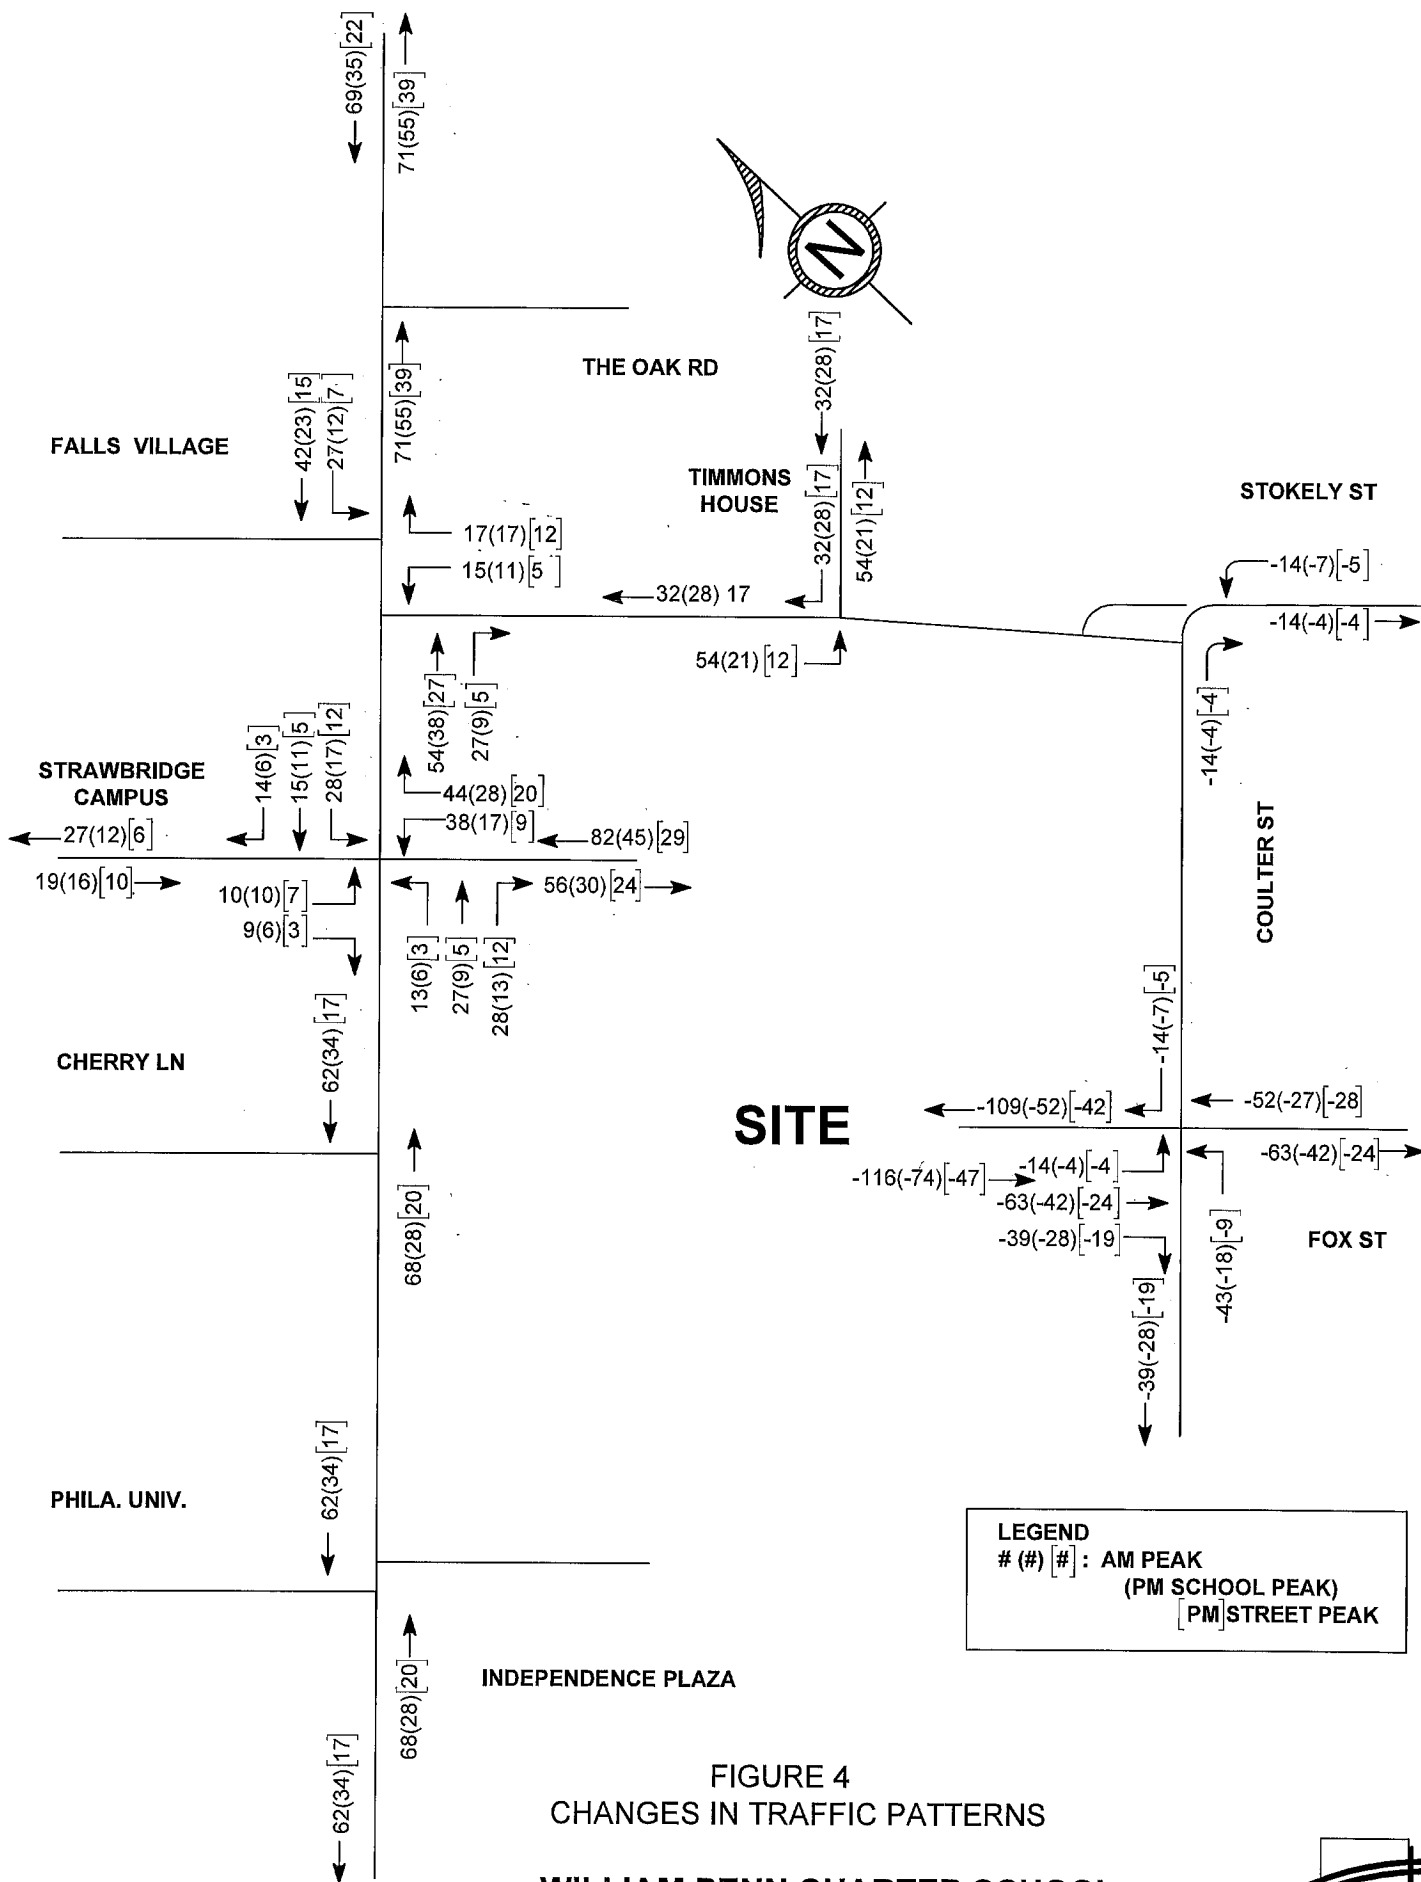 69(35)[22]
71(55)[39]
N
THE OAK RD
32(28)[17]
FALLS VILLAGE
42(23)[15]
27(12)[7]
71(55)[39]
TIMMONS
HOUSE
32(28)[17]
54(21)[12]
STOKELY ST
17(17)[12]
15(11)[5]
-14(-7)[-5]
32(28) 17
-14(-4)[-4]
54(21)[12]
54(38)[27]
27(9)[5]
-14(-4)[-4]
STRAWBRIDGE
CAMPUS
14(6)[3]
15(11)[5]
28(17)[12]
44(28)[20]
38(17)[9]
27(12)[6]
82(45)[29]
19(16)[10]
10(10)[7]
9(6)[3]
56(30)[24]
13(6)[3]
27(9)[5]
28(13)[12]
COULTER ST
CHERRY LN
62(34)[17]
-14(-7)[-5]
SITE
-109(-52)[-42]
-52(-27)[-28]
-63(-42)[-24]
-116(-74)[-47]
-14(-4)[-4]
-63(-42)[-24]
-39(-28)[-19]
68(28)[20]
-43(-18)[-9]
FOX ST
-39(-28)[-19]
PHILA. UNIV.
62(34)[17]
LEGEND
# (#) [#] : AM PEAK
(PM SCHOOL PEAK)
[PM]STREET PEAK
68(28)[20]
INDEPENDENCE PLAZA
62(34)[17]
FIGURE 4
CHANGES IN TRAFFIC PATTERNS
WILLIAM PENN CHARTER SCHOOL